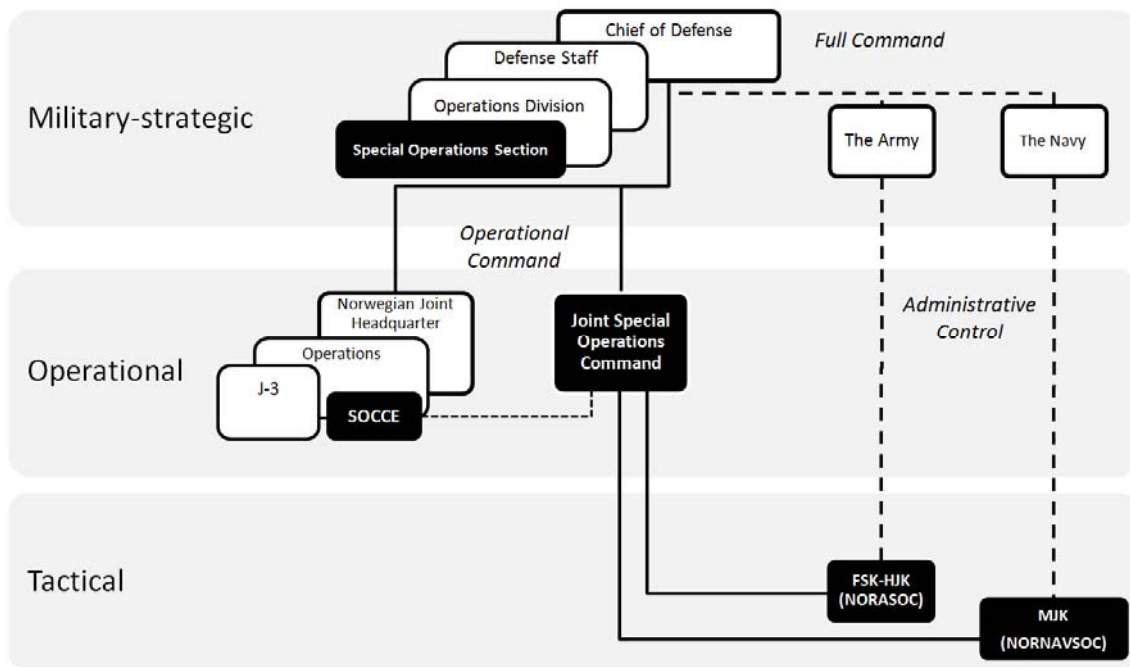 Chief of Defense
Full Command
Defense Staff
Operations Division
Military-strategic
Special Operations Section
The Army
The Navy
Operational
Command
Norwegian Joint
Headquarter
Joint Special
Operations
Command
Administrative
Control
Operations
Operational
J-3
SOCCE
Tactical
FSK-HJK
(NORASOC)
MJK
(NORNAVSOC)